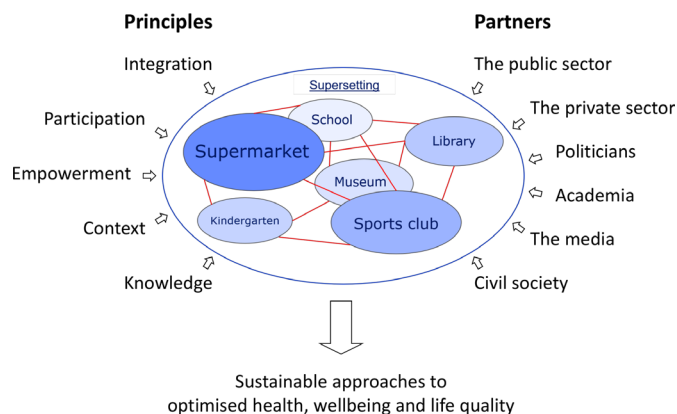 Principles
Partners
Integration
Participation
Empowerment
Context
Knowledge
Supersetting
School
Supermarket
Library
Museum
Kindergarten
Sports club
The public sector
The private sector
Politicians
Academia
The media
Civil society
Sustainable approaches to
optimised health, wellbeing and life quality